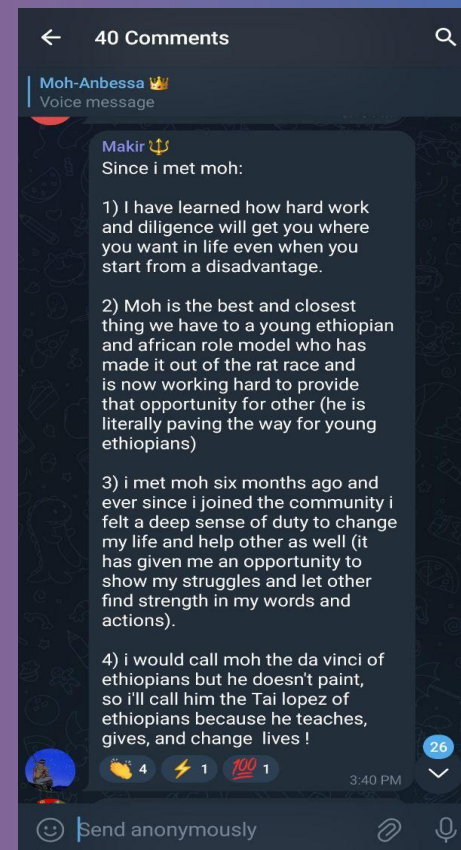 40 Comments
Moh-Anbessa 👑
Voice message
Makir 🔱
Since i met moh:
1) I have learned how hard work
and diligence will get you where
you want in life even when you
start from a disadvantage.
2) Moh is the best and closest
thing we have to a young ethiopian
and african role model who has
made it out of the rat race and
is now working hard to provide
that opportunity for other (he is
literally paving the way for young
ethiopians)
3) i met moh six months ago and
ever since i joined the community i
felt a deep sense of duty to change
my life and help other as well (it
has given me an opportunity to
show my struggles and let other
find strength in my words and
actions).
4) i would call moh the da vinci of
ethiopians but he doesn't paint,
so i'll call him the Tai lopez of
ethiopians because he teaches,
gives, and change lives !
👏 4 ⚡ 1 💯 1
26
3:40 PM
Send anonymously